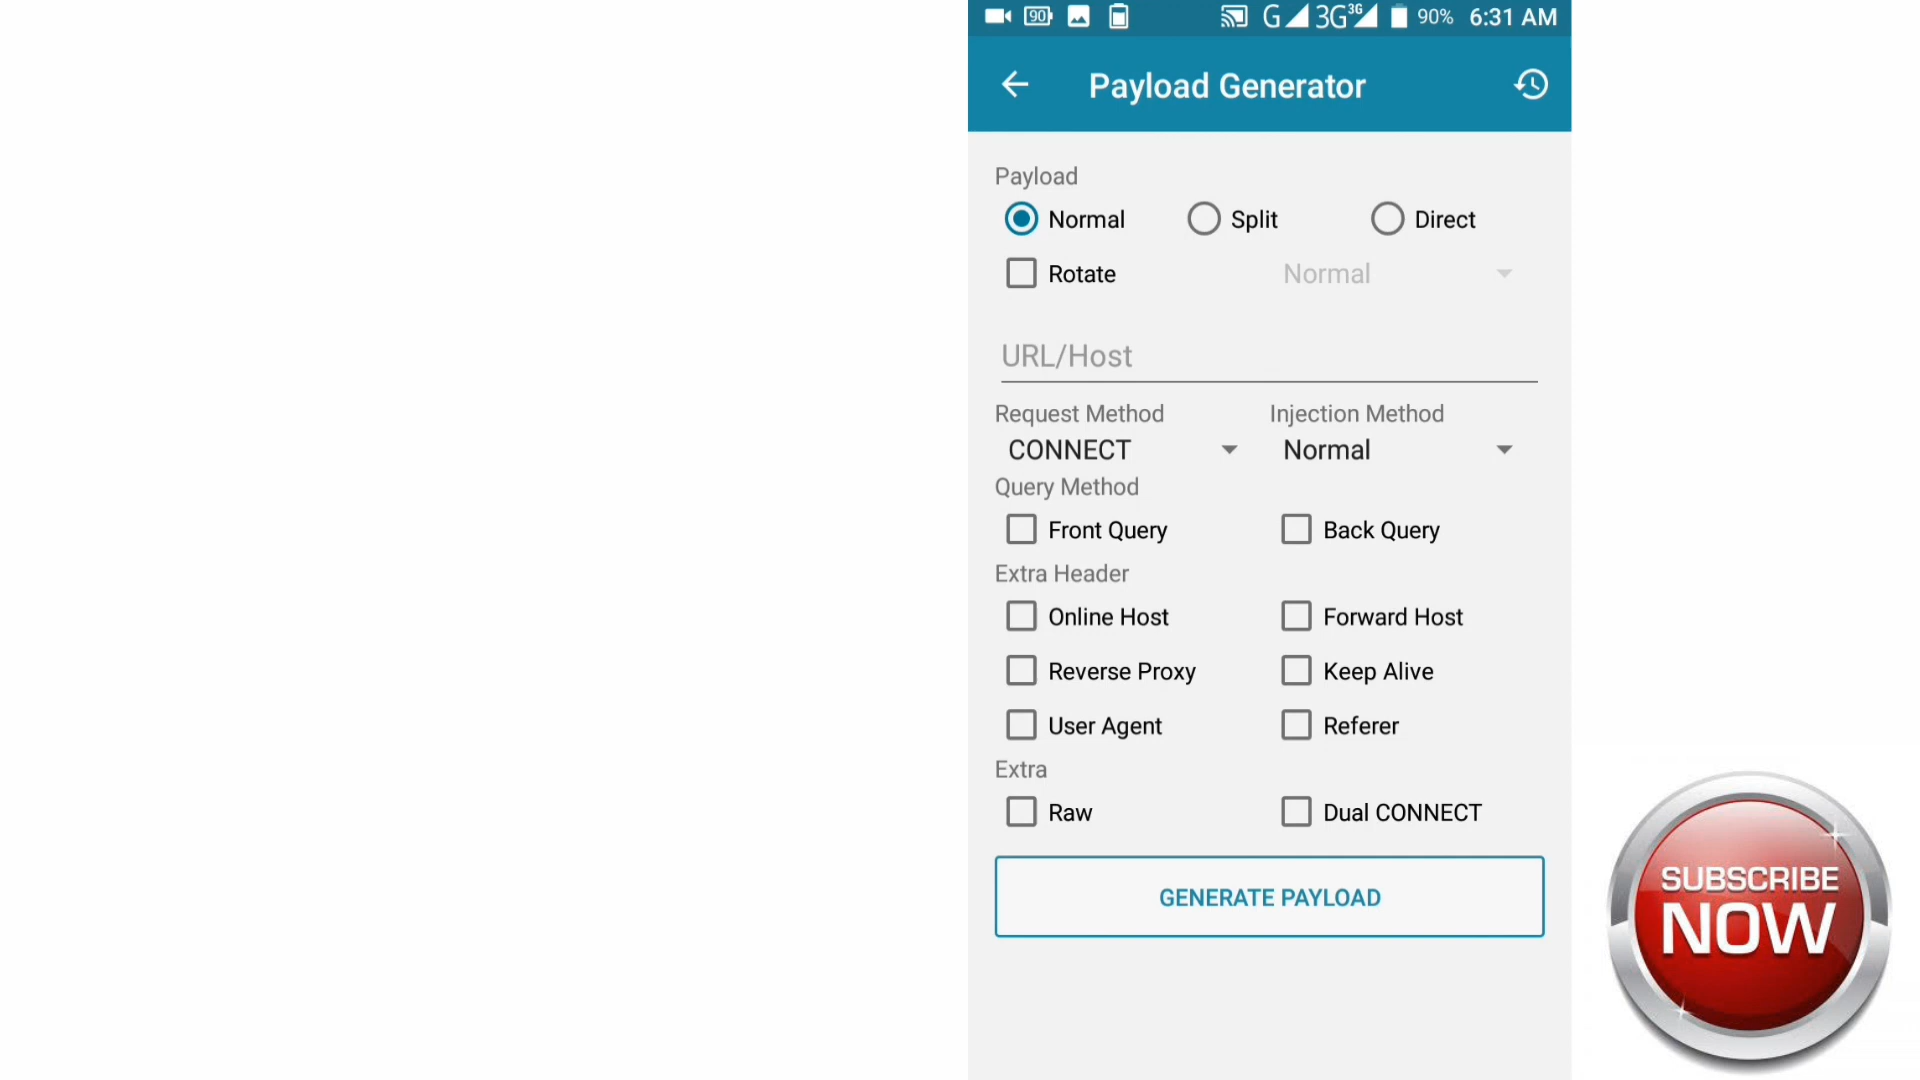 90 G 3G 3G 90% 6:31 AM
Payload Generator
Payload
Normal Split Direct
Rotate Normal
URL/Host
Request Method Injection Method
CONNECT Normal
Query Method
Front Query Back Query
Extra Header
Online Host Forward Host
Reverse Proxy Keep Alive
User Agent Referer
Extra
Raw Dual CONNECT
GENERATE PAYLOAD
SUBSCRIBE
NOW